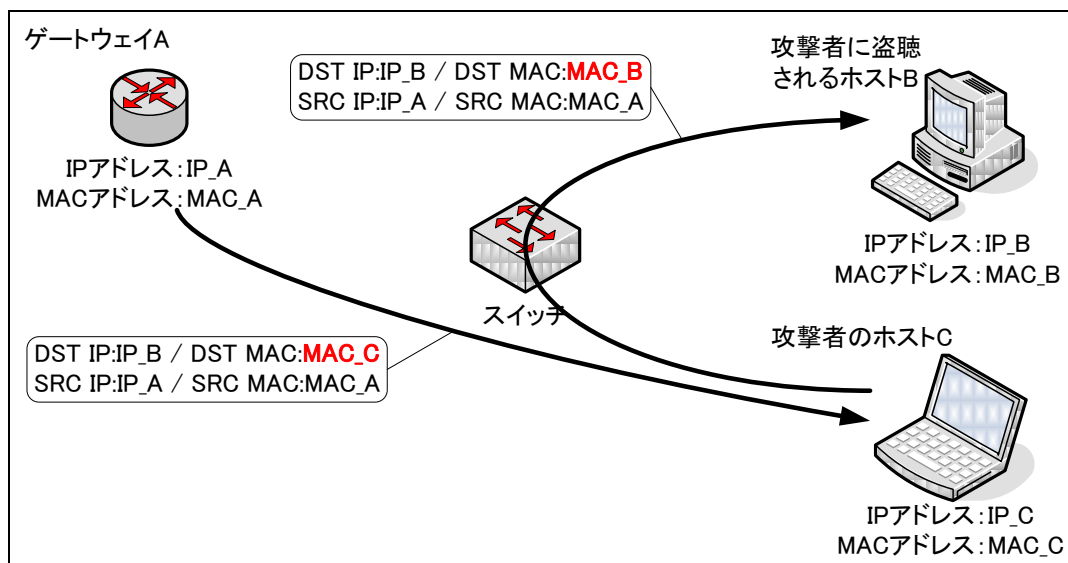 ゲートウェイA
IPアドレス:IP_A
MACアドレス:MAC_A
DST IP:IP_B / DST MAC:MAC_B
SRC IP:IP_A / SRC MAC:MAC_A
攻撃者に盗聴
されるホストB
IPアドレス:IP_B
MACアドレス:MAC_B
スイッチ
DST IP:IP_B / DST MAC:MAC_C
SRC IP:IP_A / SRC MAC:MAC_A
攻撃者のホストC
IPアドレス:IP_C
MACアドレス:MAC_C